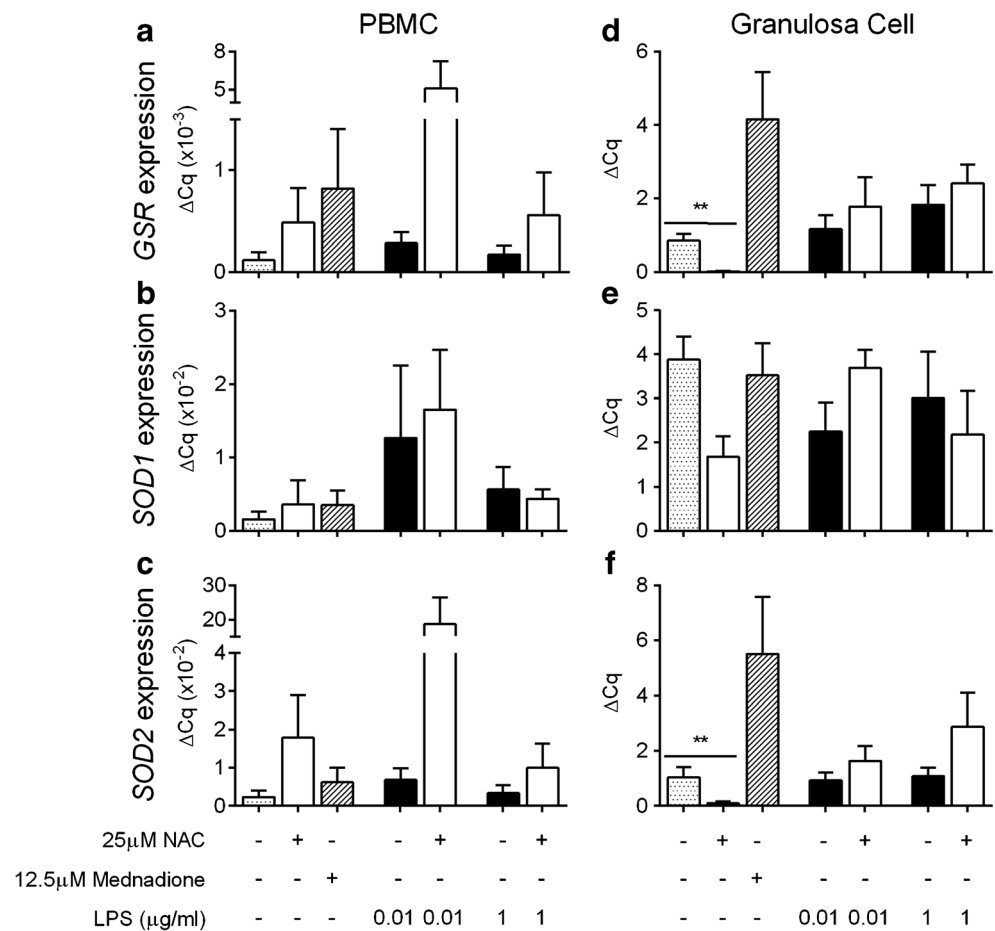 PBMC
Granulosa Cell
a
GSR expression
ΔCq (x10-3)
8
5
1
0
d
ΔCq
6
4
2
0
**
b
SOD1 expression
ΔCq (x10-2)
3
2
1
0
e
ΔCq
5
4
3
2
1
0
c
SOD2 expression
ΔCq (x10-2)
30
20
4
3
2
1
0
f
ΔCq
8
6
4
2
0
**
25μM NAC - + - - + - + - + - - + - +
12.5μM Mednadione - - + - - - - - - + - - - -
LPS (μg/ml) - - - 0.01 0.01 1 1 - - - 0.01 0.01 1 1